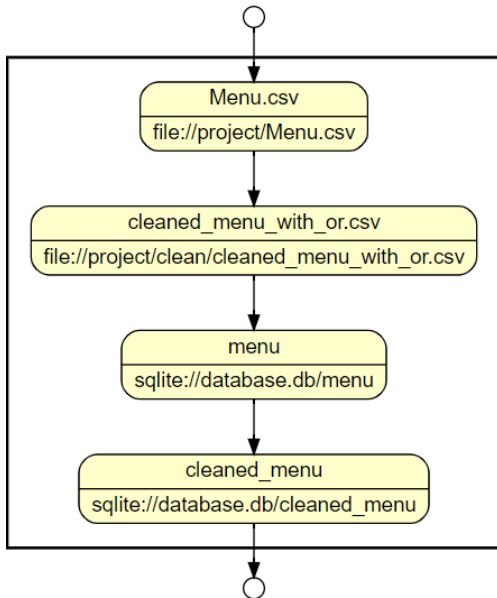 Menu.csv
file://project/Menu.csv
cleaned_menu_with_or.csv
file://project/clean/cleaned_menu_with_or.csv
menu
sqlite://database.db/menu
cleaned_menu
sqlite://database.db/cleaned_menu